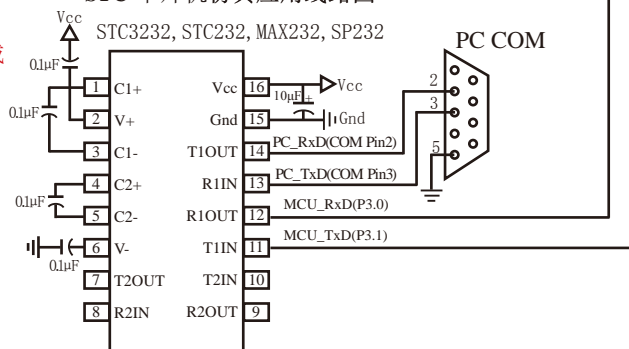 Vcc
STC3232, STC232, MAX232, SP232
PC COM
0.1μF
1 C1+
Vcc 16
Vcc
2
0.1μF
10μF +
3
2 V+
Gnd 15
Gnd
3 C1-
T1OUT 14
PC_RxD(COM Pin2)
5
4 C2+
R1IN 13
PC_TxD(COM Pin3)
0.1μF
5 C2-
R1OUT 12
MCU_RxD(P3.0)
6 V-
T1IN 11
MCU_TxD(P3.1)
0.1μF
7 T2OUT
T2IN 10
8 R2IN
R2OUT 9